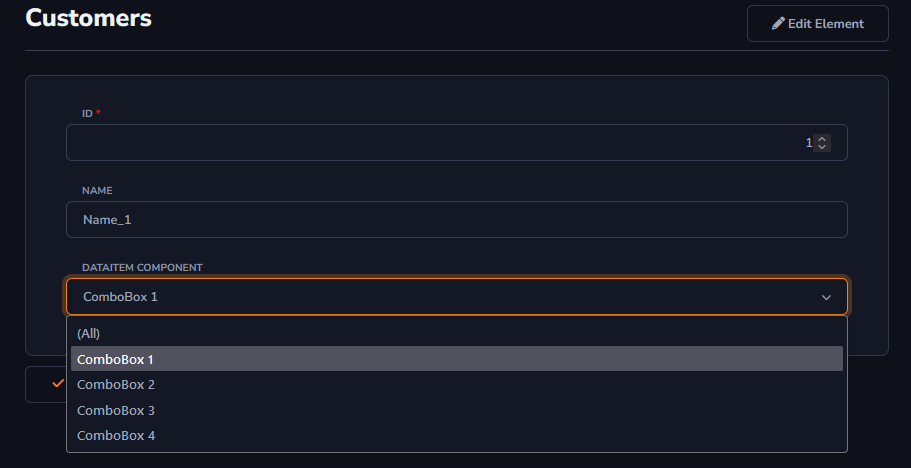 Customers
Edit Element
ID *
1
NAME
Name_1
DATAITEM COMPONENT
ComboBox 1
(All)
ComboBox 1
ComboBox 2
ComboBox 3
ComboBox 4